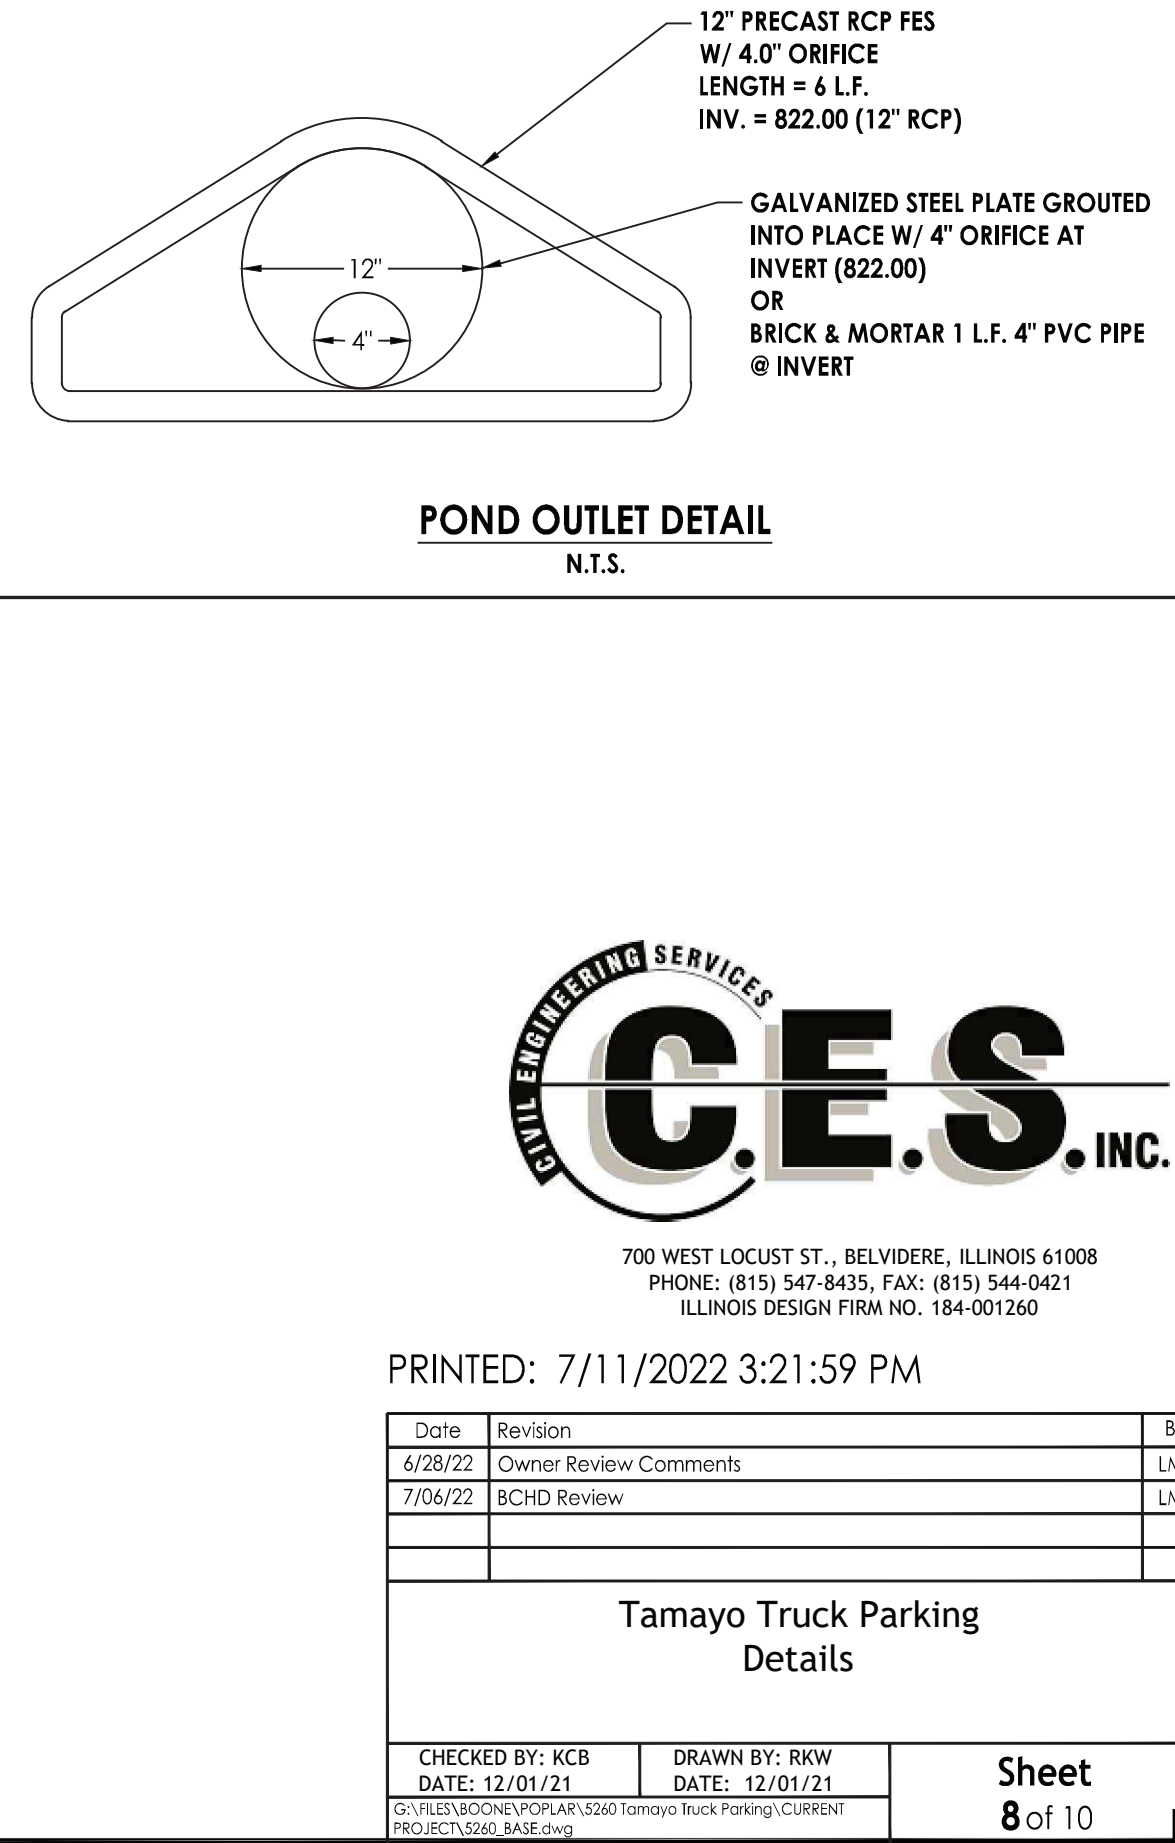 12" PRECAST RCP FES
W/ 4.0" ORIFICE
LENGTH = 6 L.F.
INV. = 822.00 (12" RCP)
GALVANIZED STEEL PLATE GROUTED
INTO PLACE W/ 4" ORIFICE AT
INVERT (822.00)
OR
BRICK & MORTAR 1 L.F. 4" PVC PIPE
@ INVERT
12"
4"
POND OUTLET DETAIL
N.T.S.
CIVIL ENGINEERING SERVICES
C.E.S. INC.
700 WEST LOCUST ST., BELVIDERE, ILLINOIS 61008
PHONE: (815) 547-8435, FAX: (815) 544-0421
ILLINOIS DESIGN FIRM NO. 184-001260
PRINTED: 7/11/2022 3:21:59 PM
Date Revision
6/28/22 Owner Review Comments
7/06/22 BCHD Review
Tamayo Truck Parking
Details
CHECKED BY: KCB
DATE: 12/01/21
DRAWN BY: RKW
DATE: 12/01/21
G:\FILES\BOONE\POPLAR\5260 Tamayo Truck Parking\CURRENT
PROJECT\5260_BASE.dwg
Sheet
8 of 10